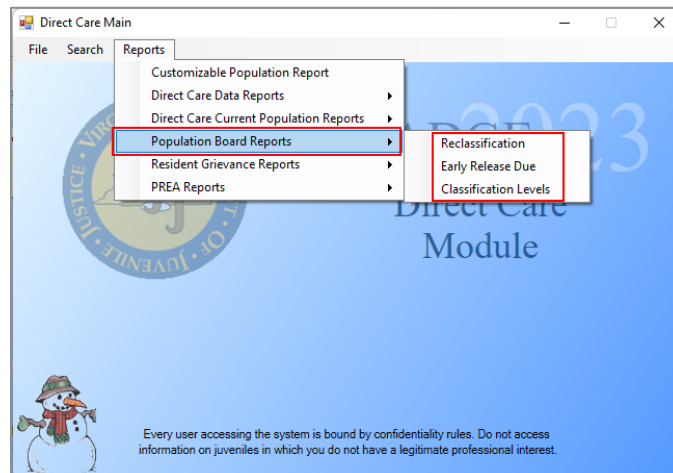 Direct Care Main
File Search Reports
Customizable Population Report
Direct Care Data Reports
Direct Care Current Population Reports
Population Board Reports
Resident Grievance Reports
PREA Reports
Reclassification
Early Release Due
Classification Levels
2023
Direct Care
Module
Every user accessing the system is bound by confidentiality rules. Do not access
information on juveniles in which you do not have a legitimate professional interest.